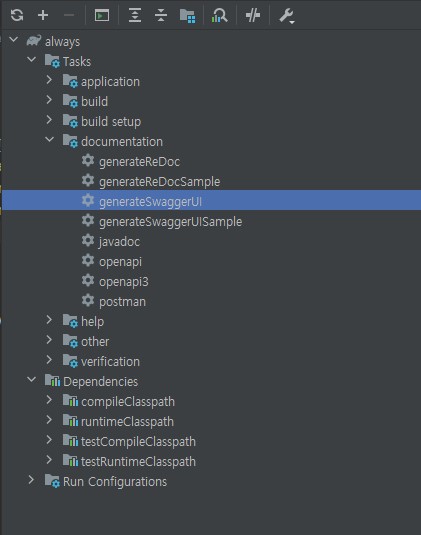 always
Tasks
application
build
build setup
documentation
generateReDoc
generateReDocSample
generateSwaggerUI
generateSwaggerUISample
javadoc
openapi
openapi3
postman
help
other
verification
Dependencies
compileClasspath
runtimeClasspath
testCompileClasspath
testRuntimeClasspath
Run Configurations